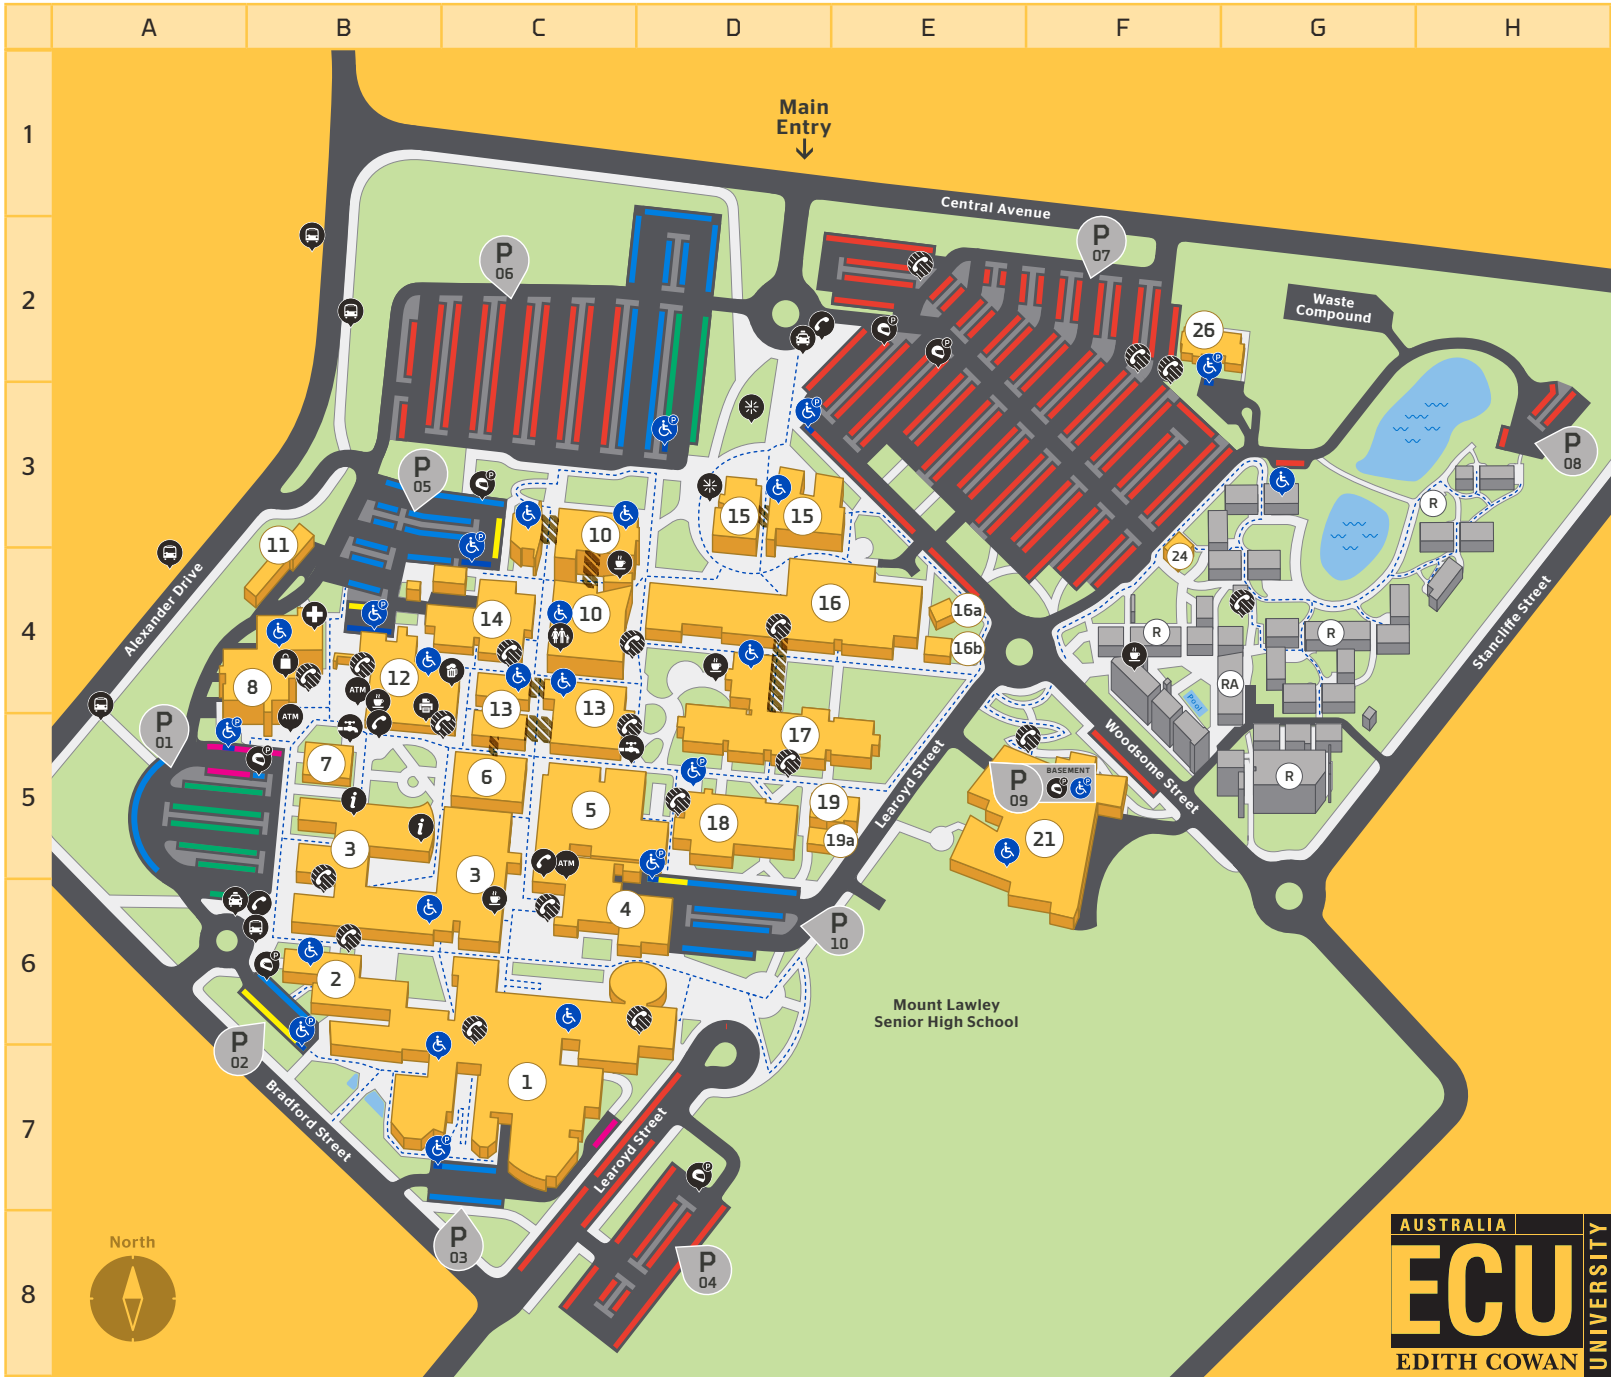 A B C D E F G H
1
Main
Entry
Central Avenue
P
07
P
06
2
Waste
Compound
26
3
P
05
P
08
15
15
10
R
11
24
Alexander Drive
16
16a
10
14
4
R
R
16b
Stancliffe Street
12
8
ATM
RA
ATM
13
13
Pool
P
01
17
Woodsome Street
7
6
BASEMENT
P
09
R
Learoyd Street
5
5
19
18
19a
21
3
3
ATM
4
P
10
6
2
Mount Lawley
Senior High School
P
02
1
Bradford Street
7
Learoyd Street
P
03
P
04
North
8
AUSTRALIA
ECU
UNIVERSITY
EDITH COWAN